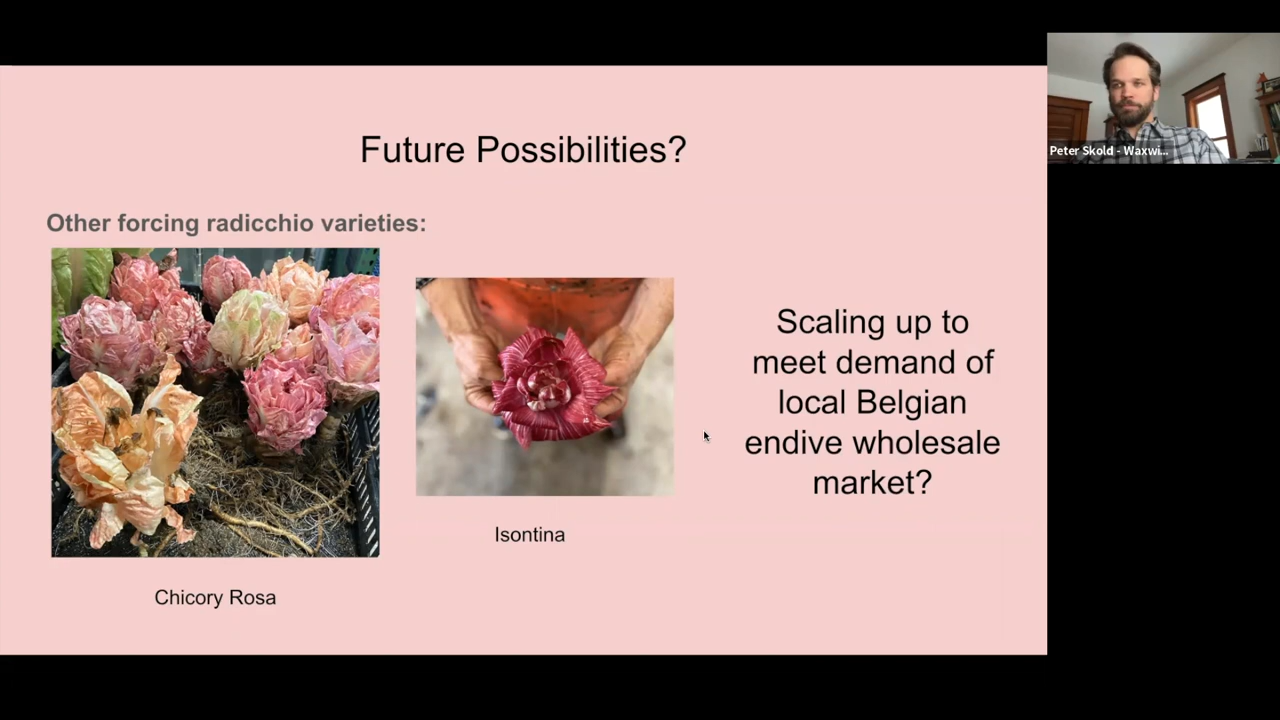 Future Possibilities?
Other forcing radicchio varieties:
Scaling up to
meet demand of
local Belgian
endive wholesale
market?
Isontina
Chicory Rosa
Peter Skold - Waxwi...